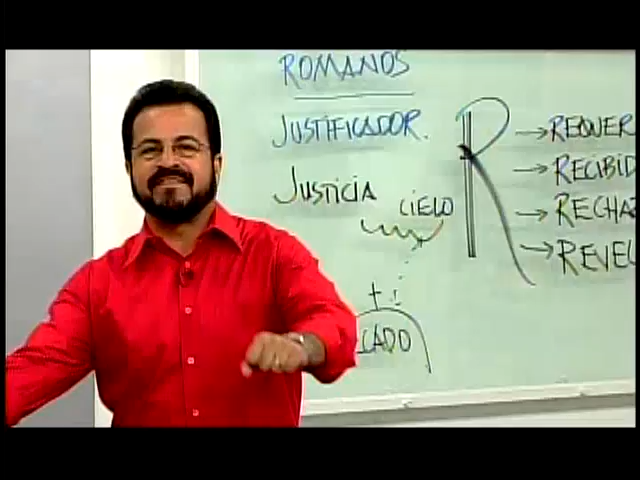 ROMANOS
JUSTIFICADOR.
JUSTICIA
CIELO
R
REQUER
RECIBID
RECHAZ
REVEL
+
CADO